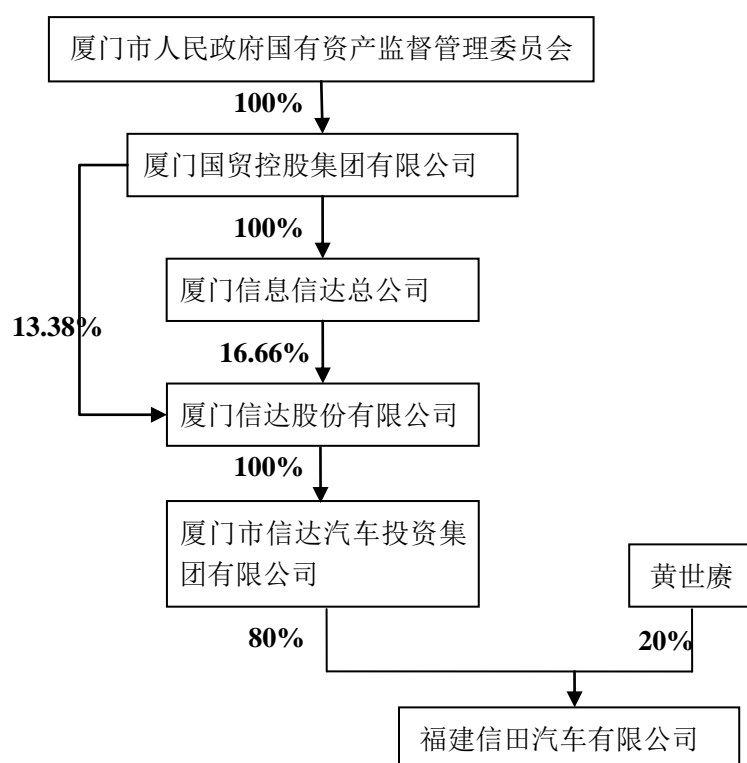 厦门市人民政府国有资产监督管理委员会
100%
厦门国贸控股集团有限公司
100%
厦门信息信达总公司
13.38%
16.66%
厦门信达股份有限公司
100%
厦门市信达汽车投资集
团有限公司
黄世赓
80%
20%
福建信田汽车有限公司